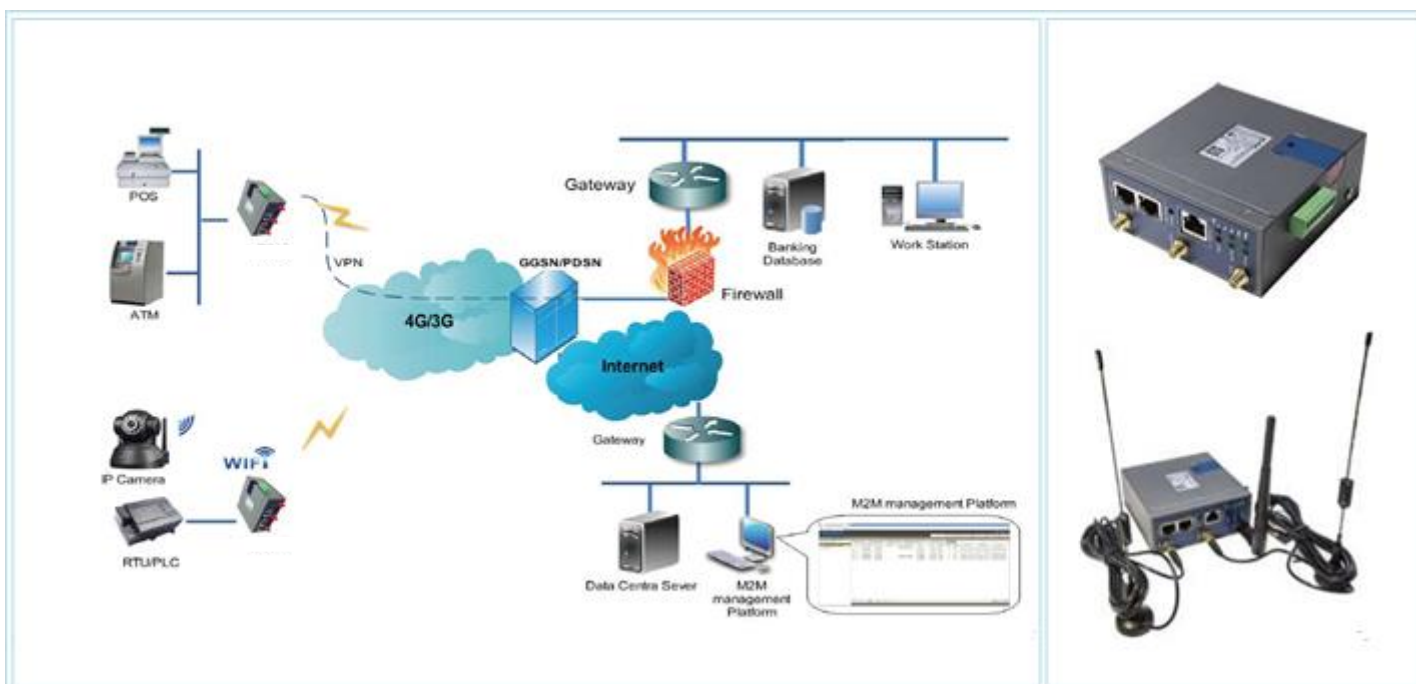 POS
ATM
VPN
4G/3G
GGSN/PDSN
Gateway
Firewall
Banking
Database
Work Station
Internet
IP Camera
WIFI
RTU/PLC
Gateway
Data Centra Sever
M2M
management
Platform
M2M management Platform